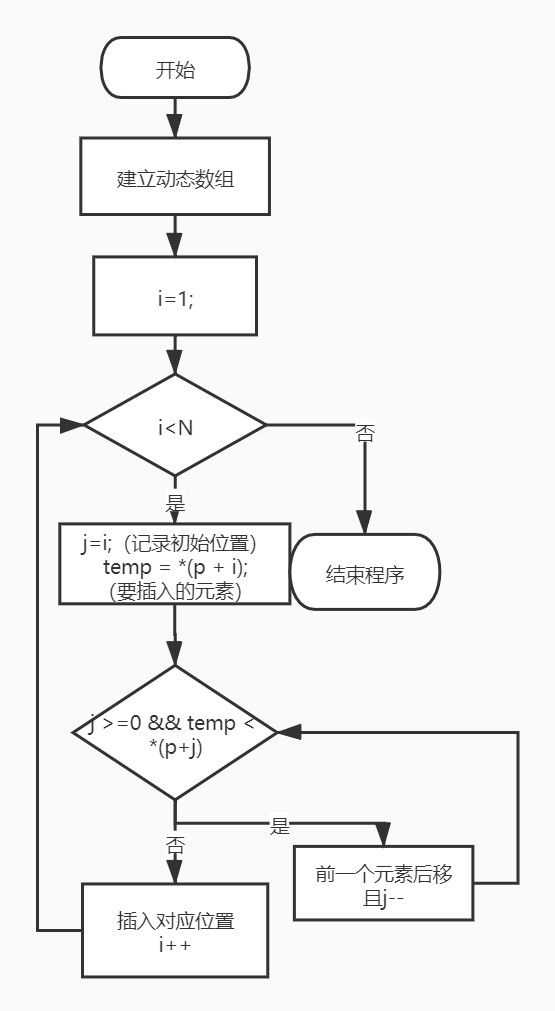 开始
建立动态数组
i=1;
i<N
否
是
j=i;（记录初始位置）
temp = *(p + i);
（要插入的元素）
结束程序
j >=0 && temp <
*(p+j)
是
否
前一个元素后移
且j--
插入对应位置
i++